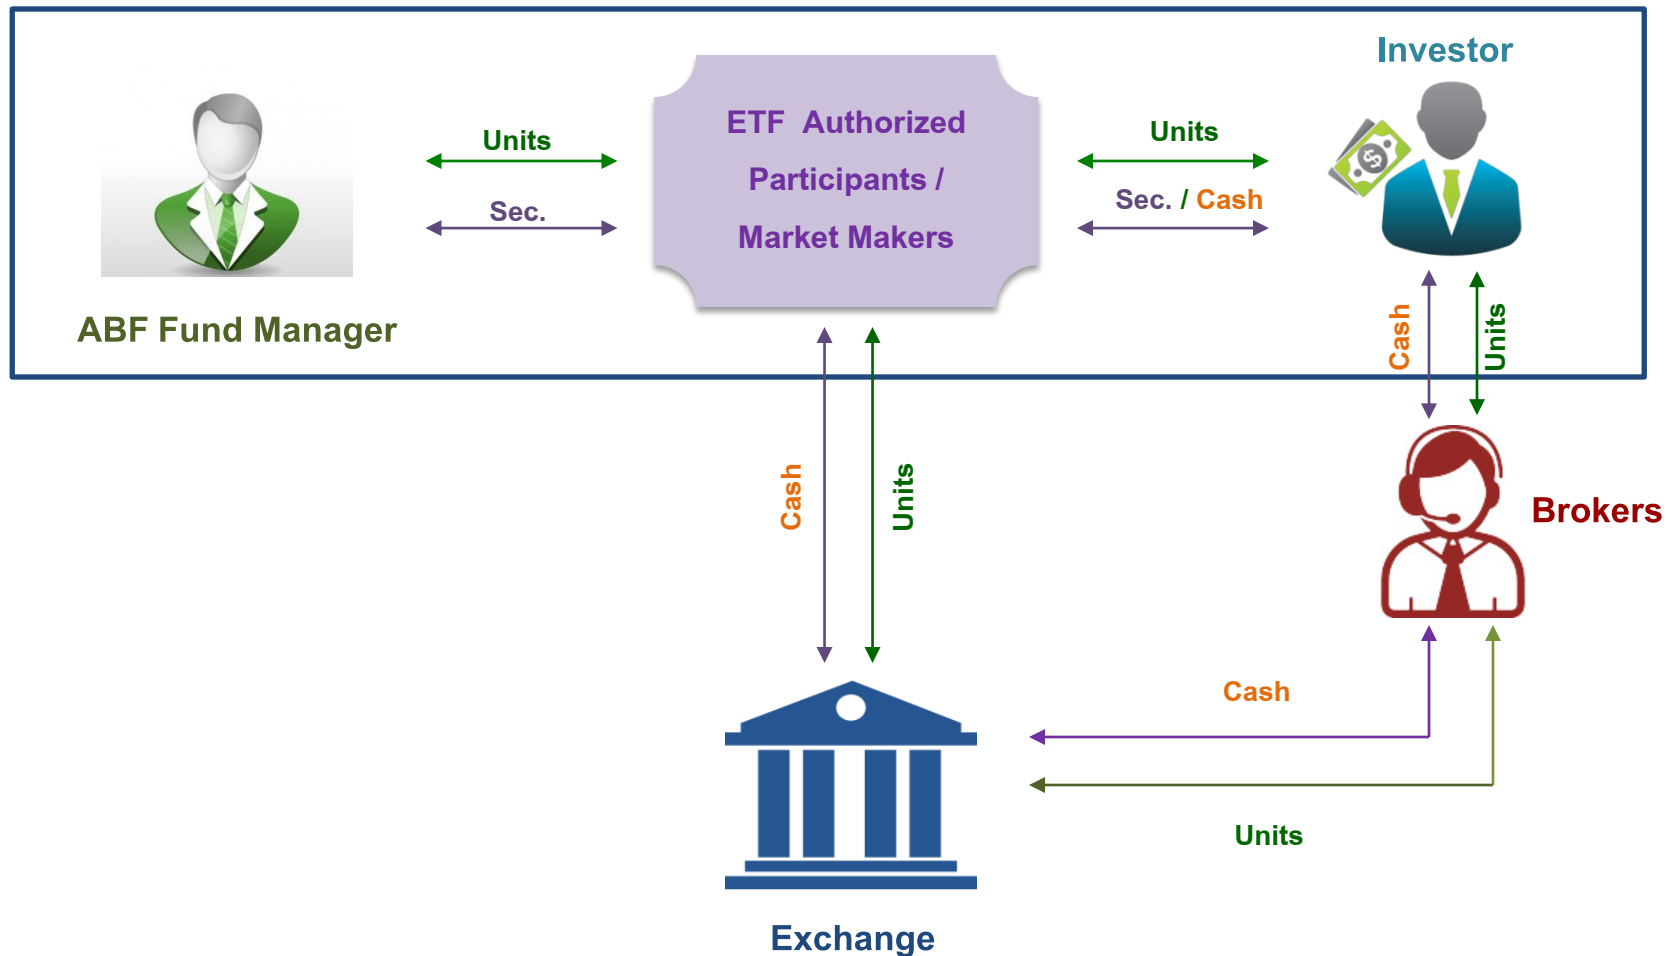 Investor
ETF Authorized
Participants /
Market Makers
Units
Sec.
Units
Sec. / Cash
ABF Fund Manager
Cash
Units
Cash
Units
Brokers
Cash
Units
Exchange